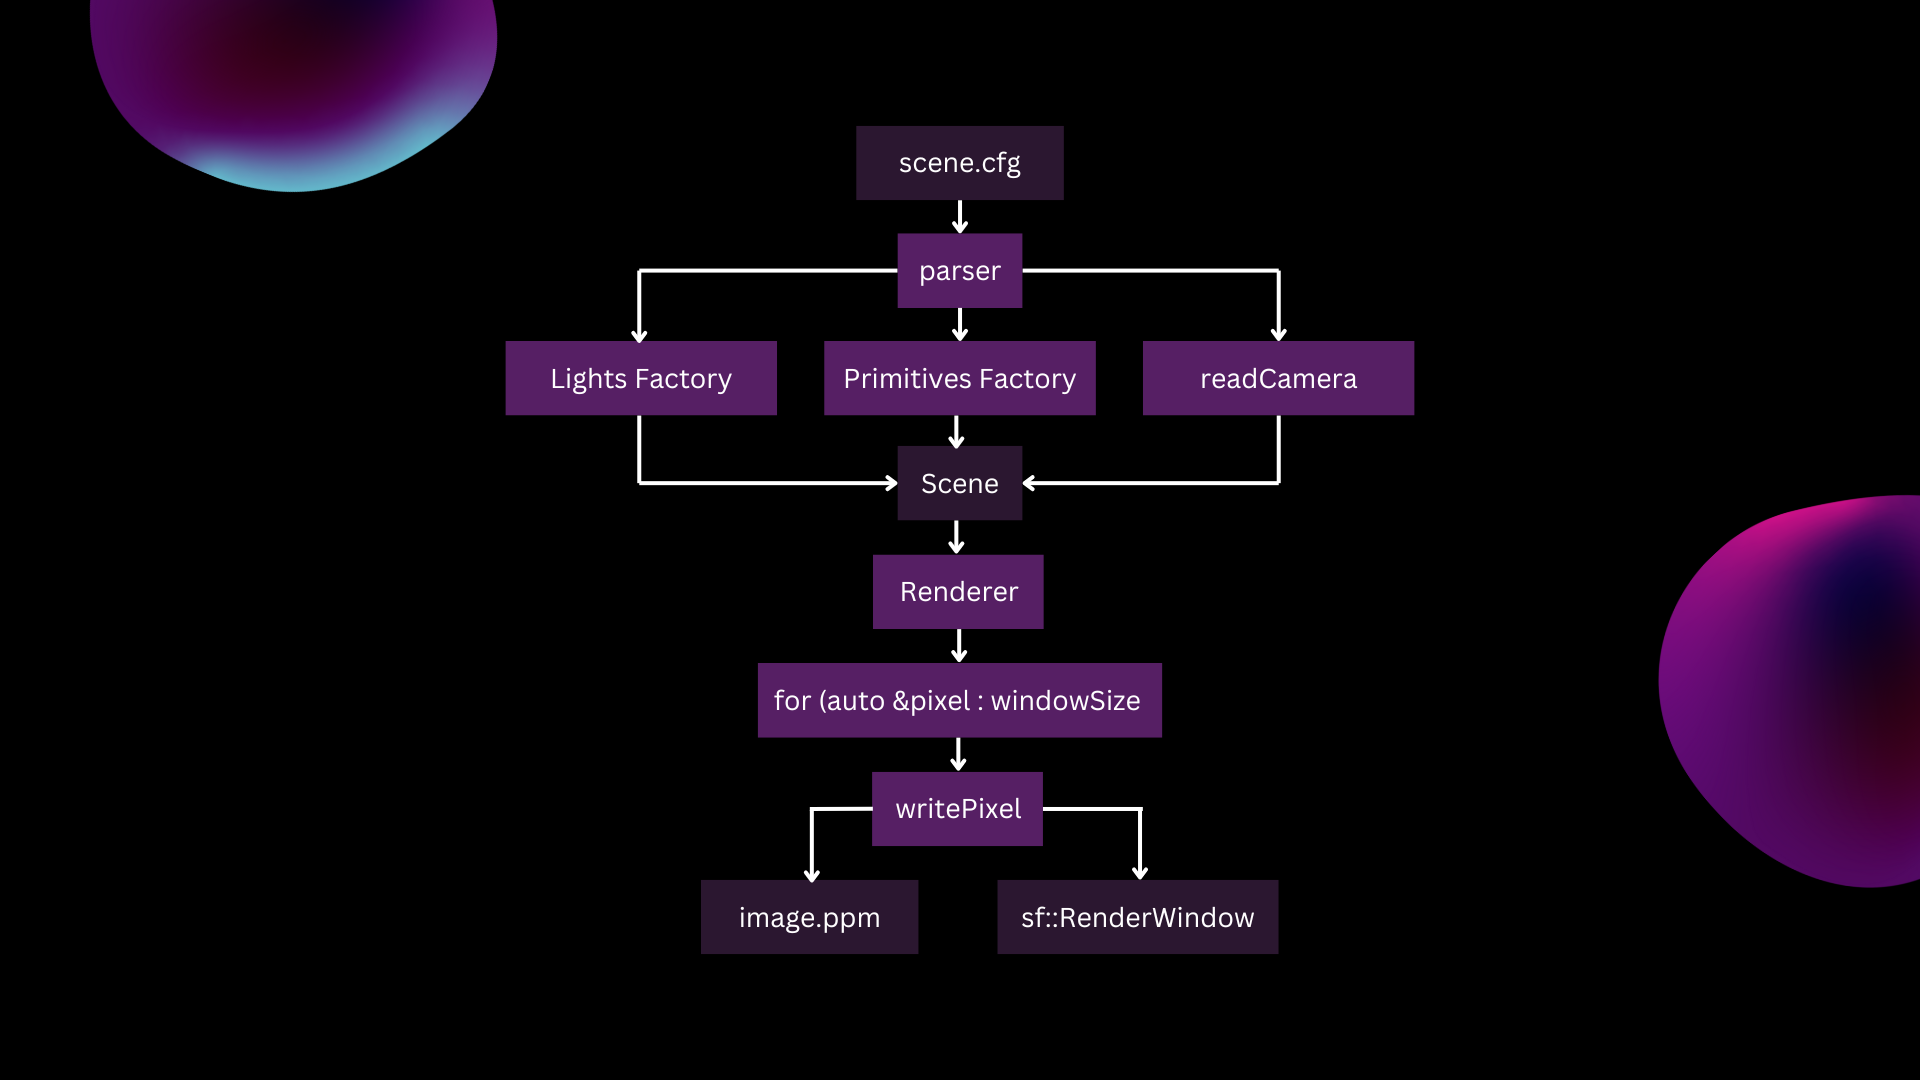 scene.cfg
parser
Lights Factory
Primitives Factory
readCamera
Scene
Renderer
for (auto &pixel : windowSize
writePixel
image.ppm
sf::RenderWindow